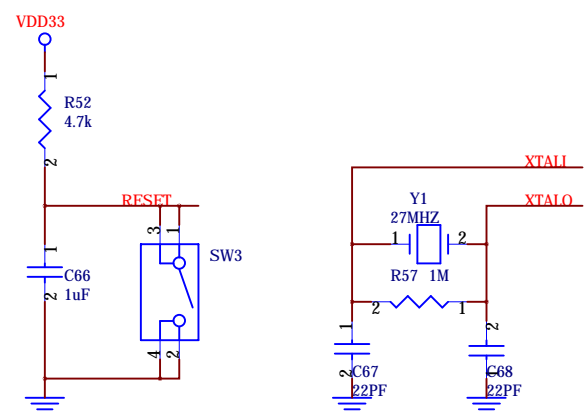 VDD33
1
R52
4.7k
2
RESET
3 1
SW3
1
C66
1uF
2
4 2
XTALI
XTALO
Y1
27MHZ
1 2
R57 1M
2 1
1
C67
2
22PF
2
C68
1
22PF